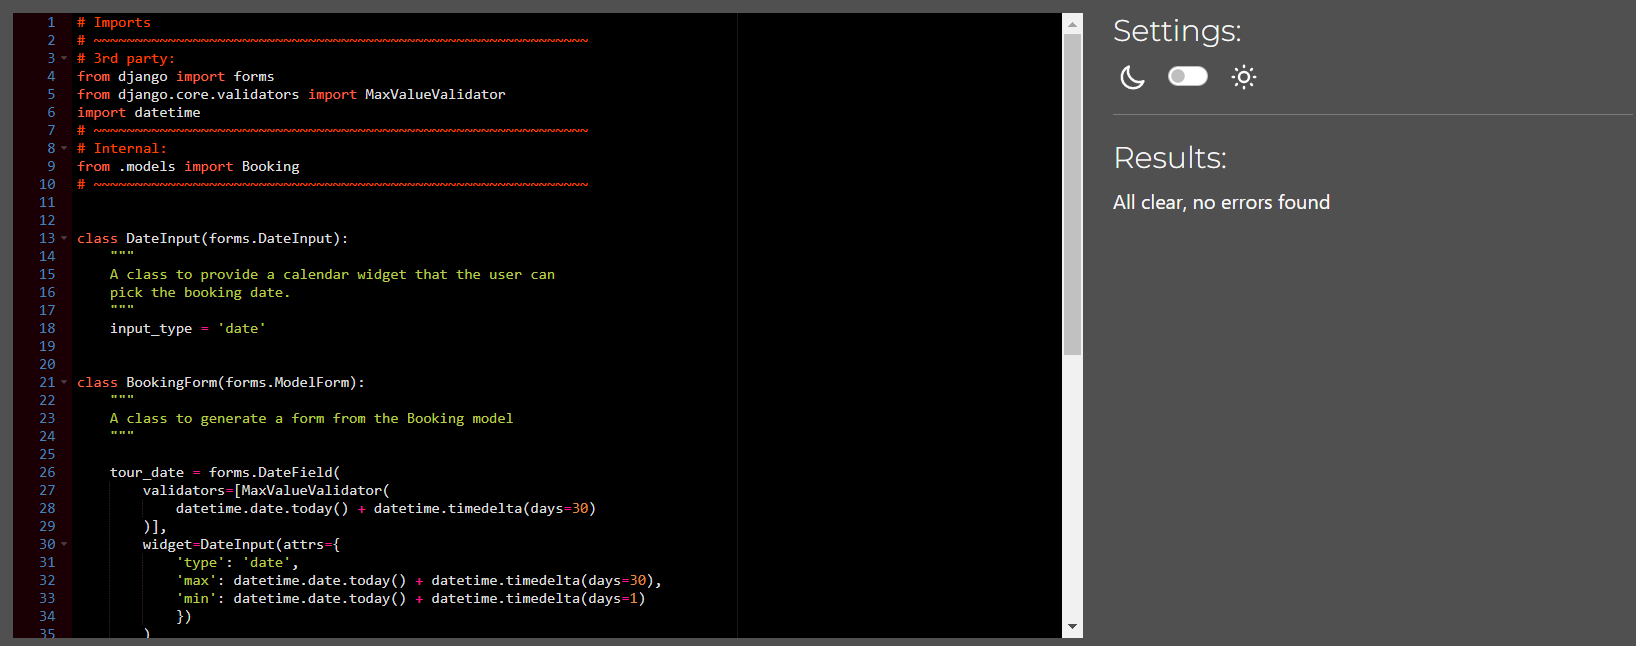 1 # Imports
2 # ~~~~~~~~~~~~~~~~~~~~~~~~~~~~~~~~~~~~~~~~~~~~~~~~~~~~~~~~~~~~
3 # 3rd party:
4 from django import forms
5 from django.core.validators import MaxValueValidator
6 import datetime
7 # ~~~~~~~~~~~~~~~~~~~~~~~~~~~~~~~~~~~~~~~~~~~~~~~~~~~~~~~~~~~~
8 # Internal:
9 from .models import Booking
10 # ~~~~~~~~~~~~~~~~~~~~~~~~~~~~~~~~~~~~~~~~~~~~~~~~~~~~~~~~~~~~
11
12
13 class DateInput(forms.DateInput):
14     """
15     A class to provide a calendar widget that the user can
16     pick the booking date.
17     """
18     input_type = 'date'
19
20
21 class BookingForm(forms.ModelForm):
22     """
23     A class to generate a form from the Booking model
24     """
25
26     tour_date = forms.DateField(
27         validators=[MaxValueValidator(
28             datetime.date.today() + datetime.timedelta(days=30)
29         )],
30         widget=DateInput(attrs={
31             'type': 'date',
32             'max': datetime.date.today() + datetime.timedelta(days=30),
33             'min': datetime.date.today() + datetime.timedelta(days=1)
34             })
35         )
Settings:
Results:
All clear, no errors found